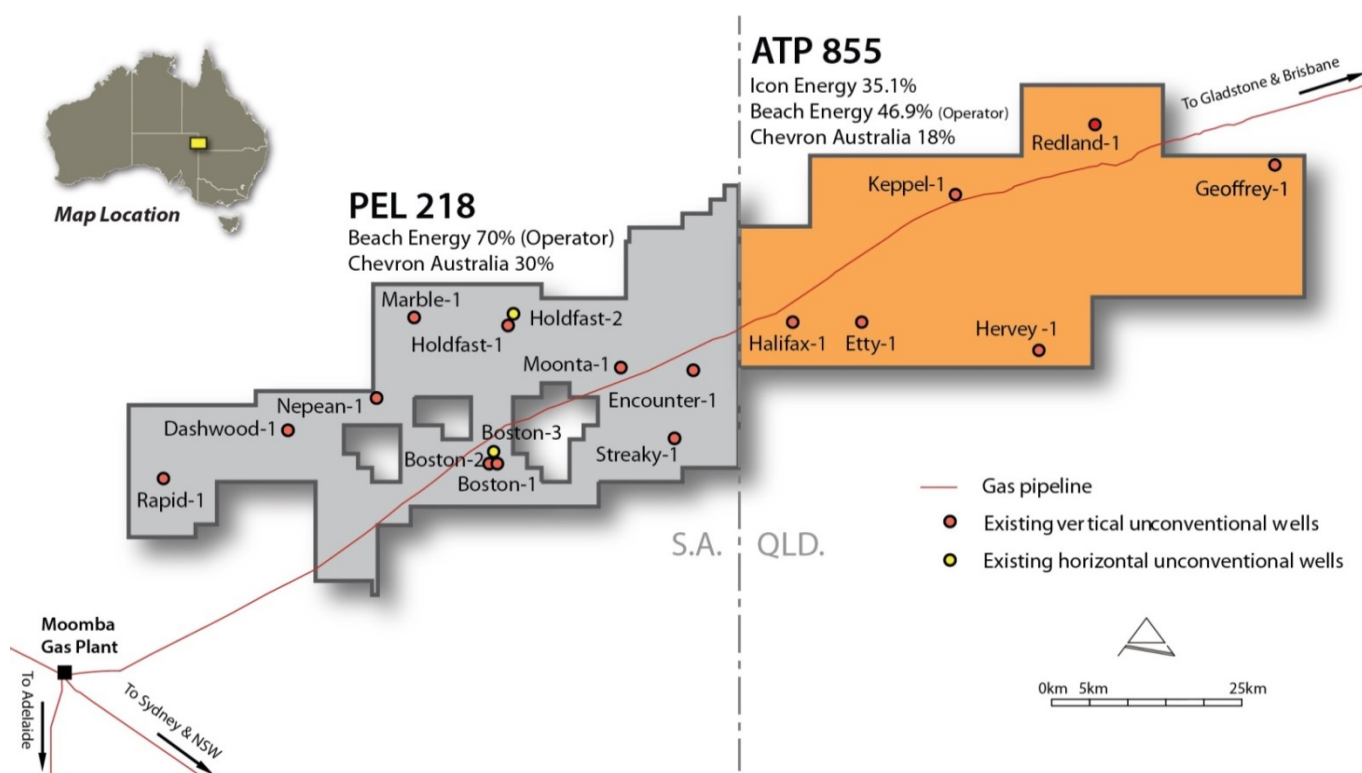 ATP 855
Icon Energy 35.1%
Beach Energy 46.9% (Operator)
Chevron Australia 18%
To Gladstone & Brisbane
Redland-1
Keppel-1
Geoffrey-1
Map Location
PEL 218
Beach Energy 70% (Operator)
Chevron Australia 30%
Marble-1
Holdfast-2
Holdfast-1
Halifax-1
Etty-1
Hervey -1
Moonta-1
Encounter-1
Nepean-1
Dashwood-1
Boston-3
Boston-2
Streaky-1
Boston-1
Rapid-1
Gas pipeline
Existing vertical unconventional wells
Existing horizontal unconventional wells
S.A.
QLD.
Moomba
Gas Plant
To Adelaide
To Sydney & NSW
0km 5km 25km